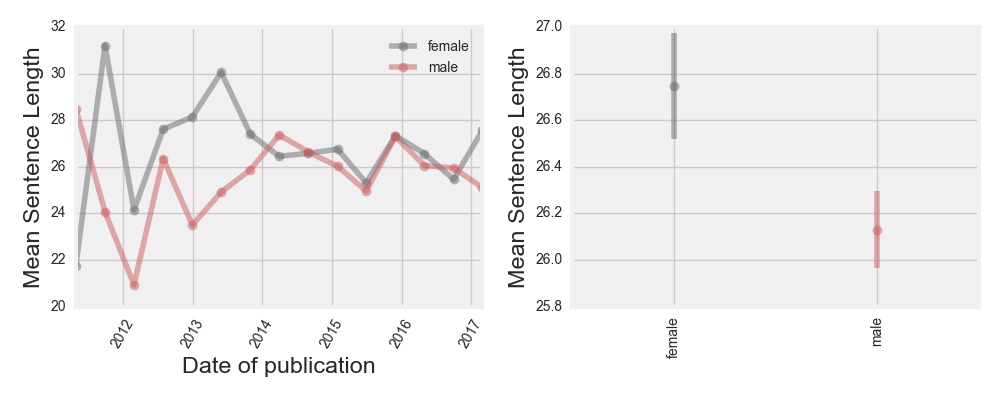 32
30
28
26
24
22
20
Mean Sentence Length
female
male
2012
2013
2014
2015
2016
2017
Date of publication
27.0
26.8
26.6
26.4
26.2
26.0
25.8
Mean Sentence Length
female
male